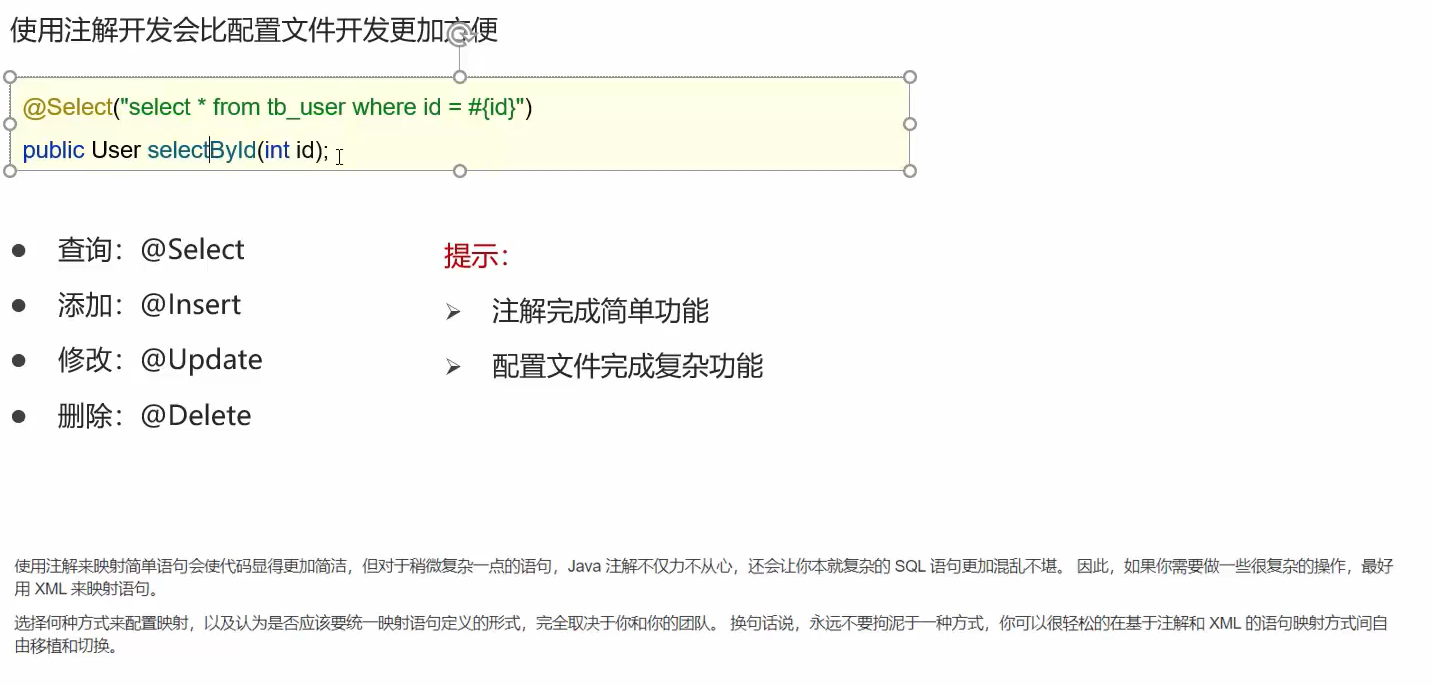 使用注解开发会比配置文件开发更加方便
@Select("select * from tb_user where id = #{id}")
public User selectById(int id);
查询：@Select
添加：@Insert
修改：@Update
删除：@Delete
提示：
注解完成简单功能
配置文件完成复杂功能
使用注解来映射简单语句会使代码显得更加简洁，但对于稍微复杂一点的语句，Java 注解不仅力不从心，还会让你本就复杂的 SQL 语句更加混乱不堪。 因此，如果你需要做一些很复杂的操作，最好
用 XML 来映射语句。
选择何种方式来配置映射，以及认为是否应该要统一映射语句定义的形式，完全取决于你和你的团队。 换句话说，永远不要拘泥于一种方式，你可以很轻松的在基于注解和 XML 的语句映射方式间自
由移植和切换。